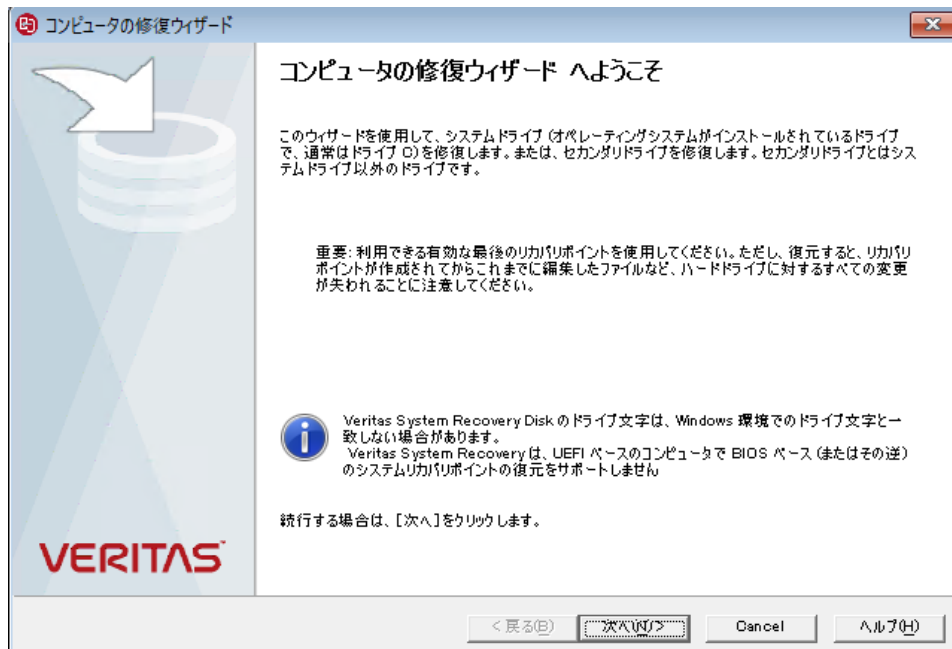 コンピュータの修復ウィザード
コンピュータの修復ウィザード へようこそ
このウィザードを使用して、システムドライブ (オペレーティングシステムがインストールされているドライブ
で、通常はドライブ C)を修復します。または、セカンダリドライブを修復します。セカンダリドライブとはシス
テムドライブ以外のドライブです。
重要: 利用できる有効な最後のリカバリポイントを使用してください。ただし、復元すると、リカバリ
ポイントが作成されてからこれまでに編集したファイルなど、ハードドライブに対するすべての変更
が失われることに注意してください。
Veritas System Recovery Disk のドライブ文字は、Windows 環境でのドライブ文字と一
致しない場合があります。
Veritas System Recovery は、UEFI ベースのコンピュータで BIOS ベース (またはその逆)
のシステムリカバリポイントの復元をサポートしません
続行する場合は、[次へ]をクリックします。
VERITAS
< 戻る(B) 次へ(N) > Cancel ヘルプ(H)